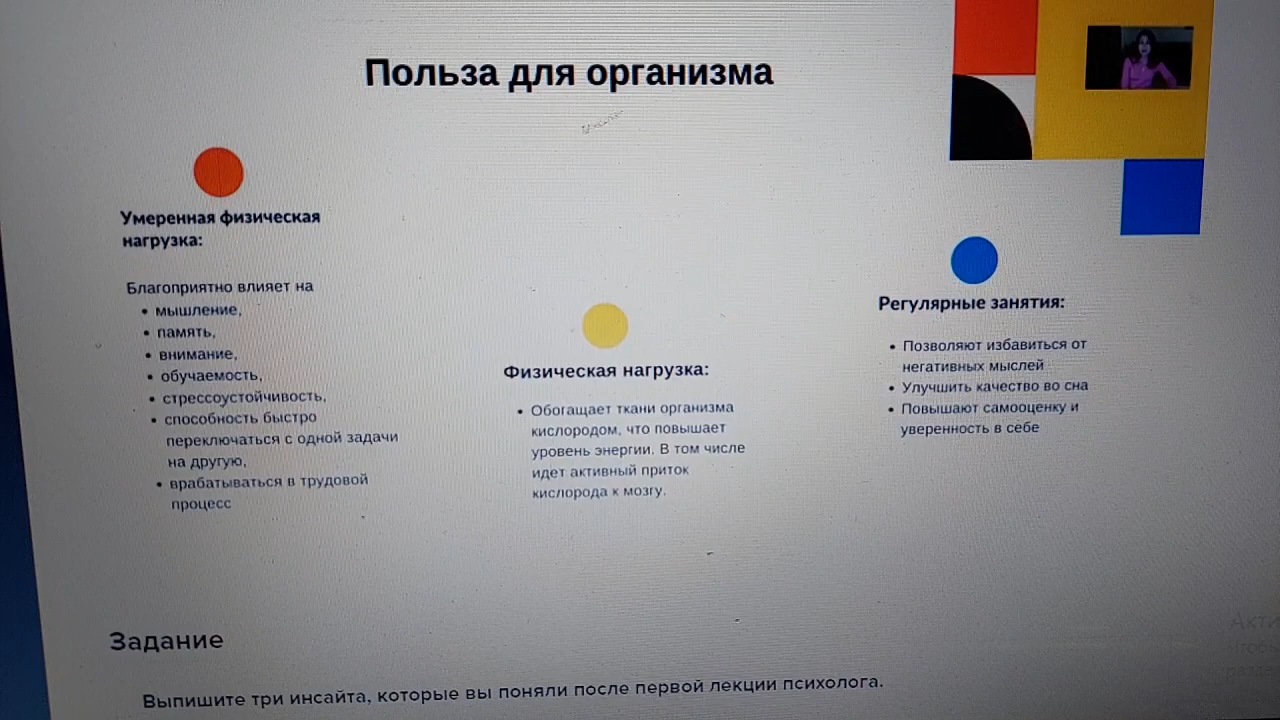 Польза для организма
Умеренная физическая
нагрузка:
Благоприятно влияет на
• мышление,
• память,
• внимание,
• обучаемость,
• стрессоустойчивость,
• способность быстро
переключаться с одной задачи
на другую,
• врабатываться в трудовой
процесс
Физическая нагрузка:
• Обогащает ткани организма
кислородом, что повышает
уровень энергии. В том числе
идет активный приток
кислорода к мозгу.
Регулярные занятия:
• Позволяют избавиться от
негативных мыслей
• Улучшить качество во сна
• Повышают самооценку и
уверенность в себе
Задание
Выпишите три инсайта, которые вы поняли после первой лекции психолога.